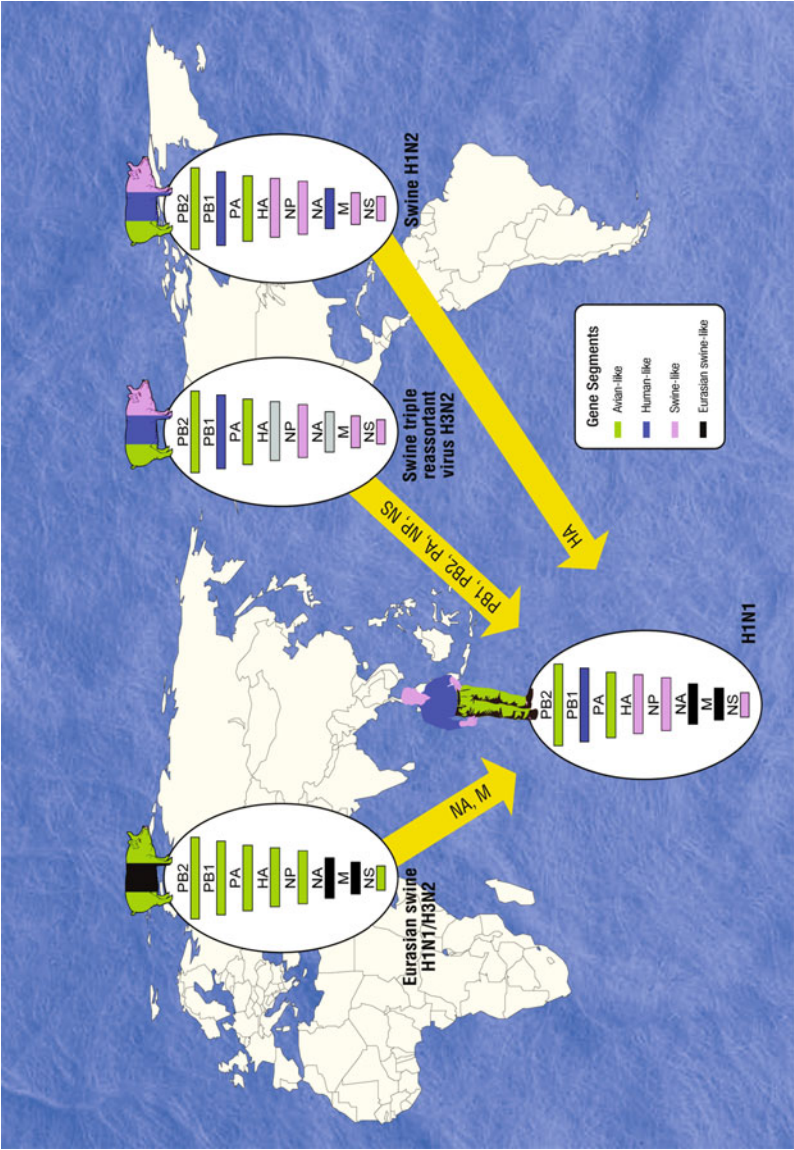 PB2
PB1
PA
HA
NP
NA
M
NS
Eurasian swine
H1N1/H3N2
PB2
PB1
PA
HA
NP
NA
M
NS
Swine triple
reassortant
virus H3N2
PB2
PB1
PA
HA
NP
NA
M
NS
Swine H1N2
NA, M
PB1, PB2, PA, NP, NS
HA
PB2
PB1
PA
HA
NP
NA
M
NS
H1N1
Gene Segments
Avian-like
Human-like
Swine-like
Eurasian swine-like